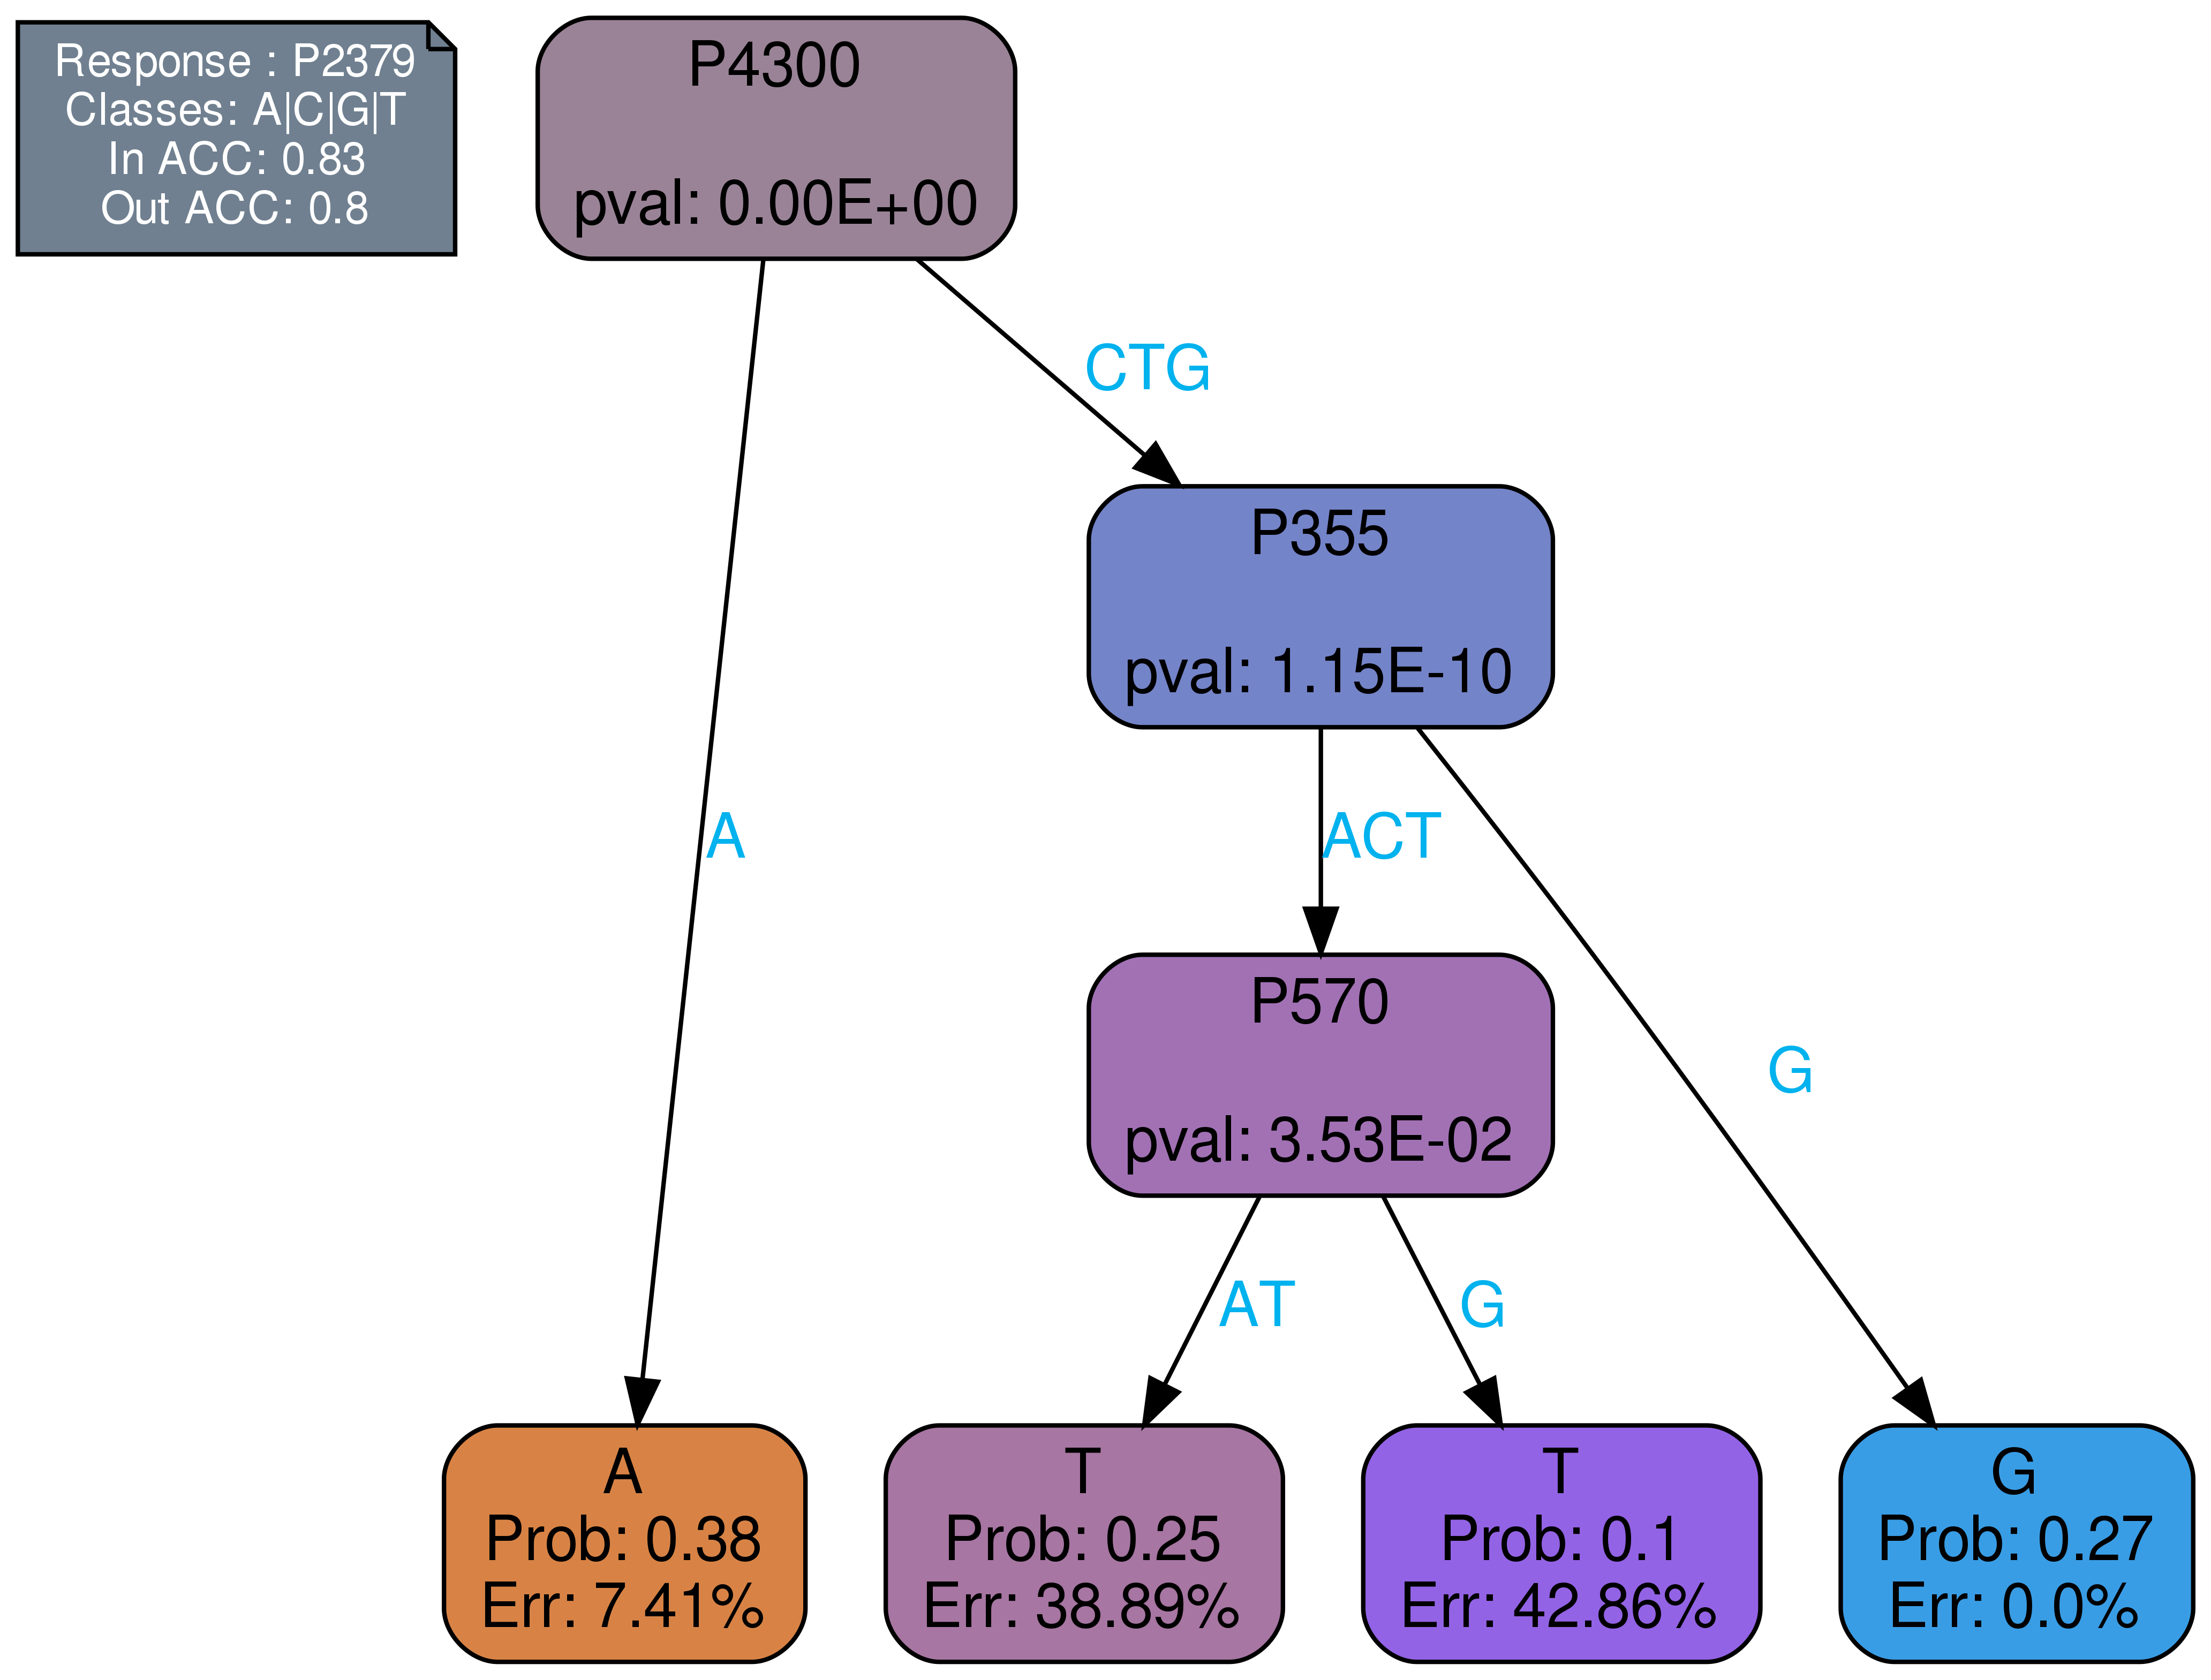 Response : P2379
Classes: A|C|G|T
In ACC: 0.83
Out ACC: 0.8
P4300
pval: 0.00E+00
CTG
P355
pval: 1.15E-10
A
ACT
P570
pval: 3.53E-02
G
AT
G
A
Prob: 0.38
Err: 7.41%
T
Prob: 0.25
Err: 38.89%
T
Prob: 0.1
Err: 42.86%
G
Prob: 0.27
Err: 0.0%